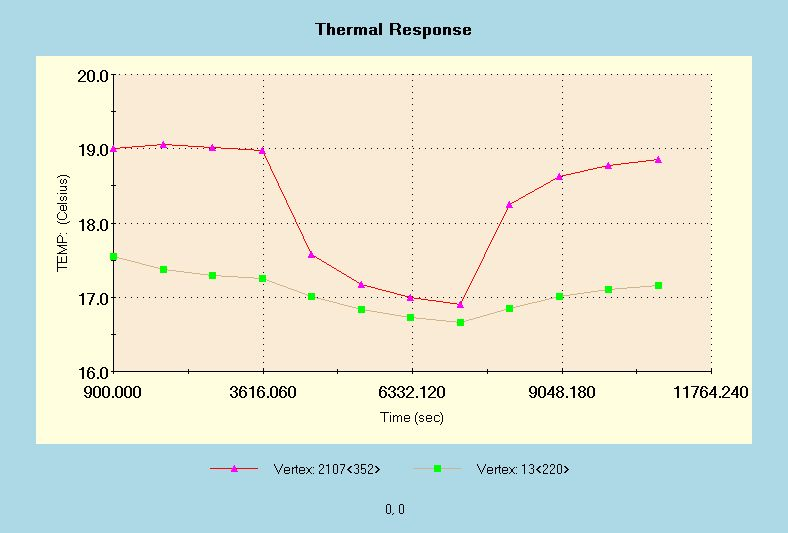 Thermal Response
20.0
19.0
18.0
17.0
16.0
TEMP: (Celsius)
900.000 3616.060 6332.120 9048.180 11764.240
Time (sec)
Vertex: 2107<352> Vertex: 13<220>
0, 0